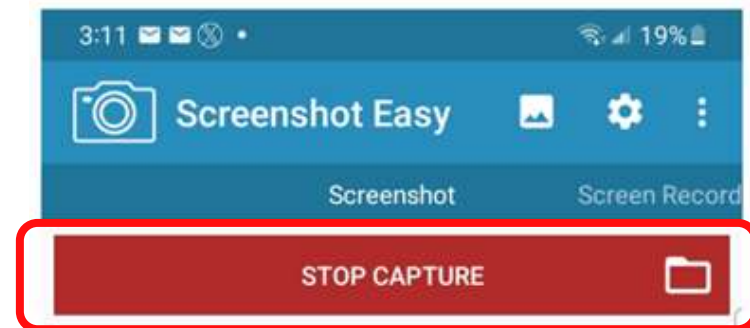 3:11 19%
Screenshot Easy
Screenshot Screen Record
STOP CAPTURE